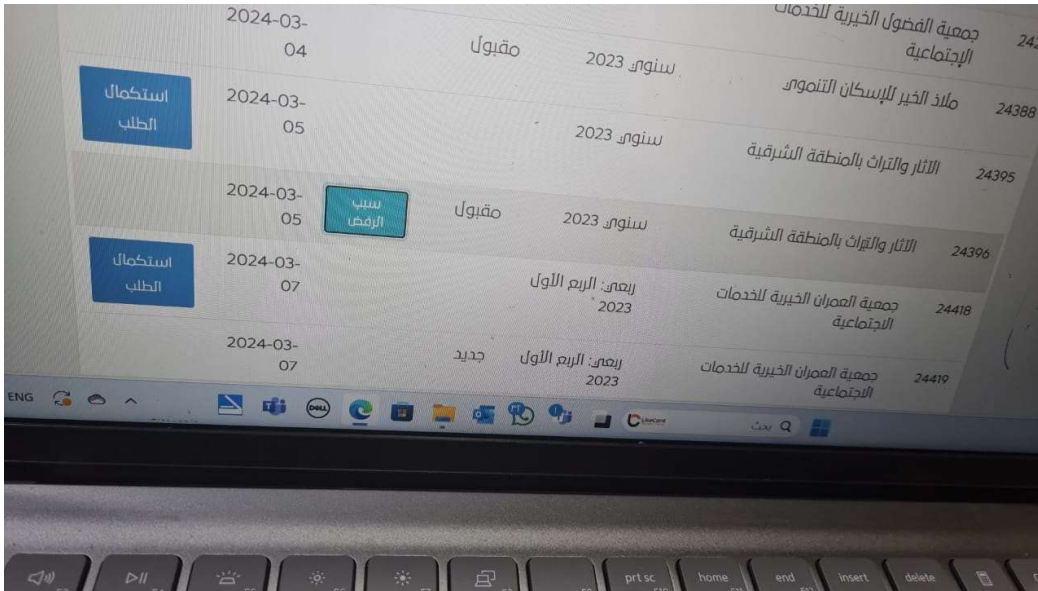 جمعية الفضول الخيرية للخدمات
الإجتماعية
2024-03-
04
مقبول
سنوي 2023
24388
ملاذ الخير للإسكان التنموي
سنوي 2023
2024-03-
05
استكمال
الطلب
24395
الآثار والتراث بالمنطقة الشرقية
24396
الآثار والتراث بالمنطقة الشرقية
سنوي 2023
مقبول
سبب
الرفض
2024-03-
05
24418
جمعية العمران الخيرية للخدمات
الاجتماعية
ربعي: الربع الأول
2023
2024-03-
07
استكمال
الطلب
24419
جمعية العمران الخيرية للخدمات
الاجتماعية
ربعي: الربع الأول
2023
جديد
2024-03-
07
ENG
DELL
بحث
prt sc
home
end
insert
delete